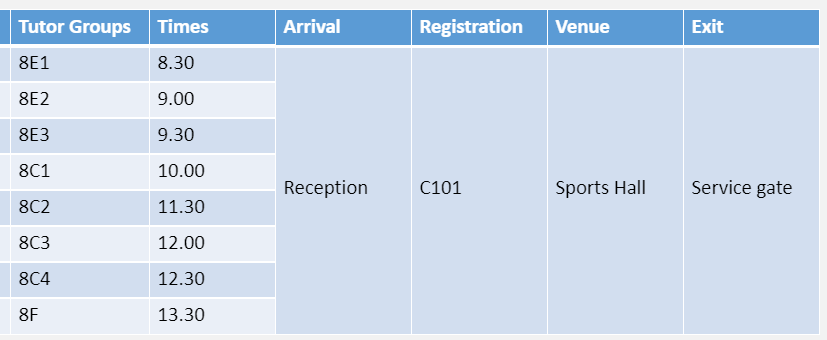 Tutor Groups Times Arrival Registration Venue Exit
8E1 8.30
8E2 9.00
8E3 9.30
8C1 10.00
Reception C101 Sports Hall Service gate
8C2 11.30
8C3 12.00
8C4 12.30
8F 13.30